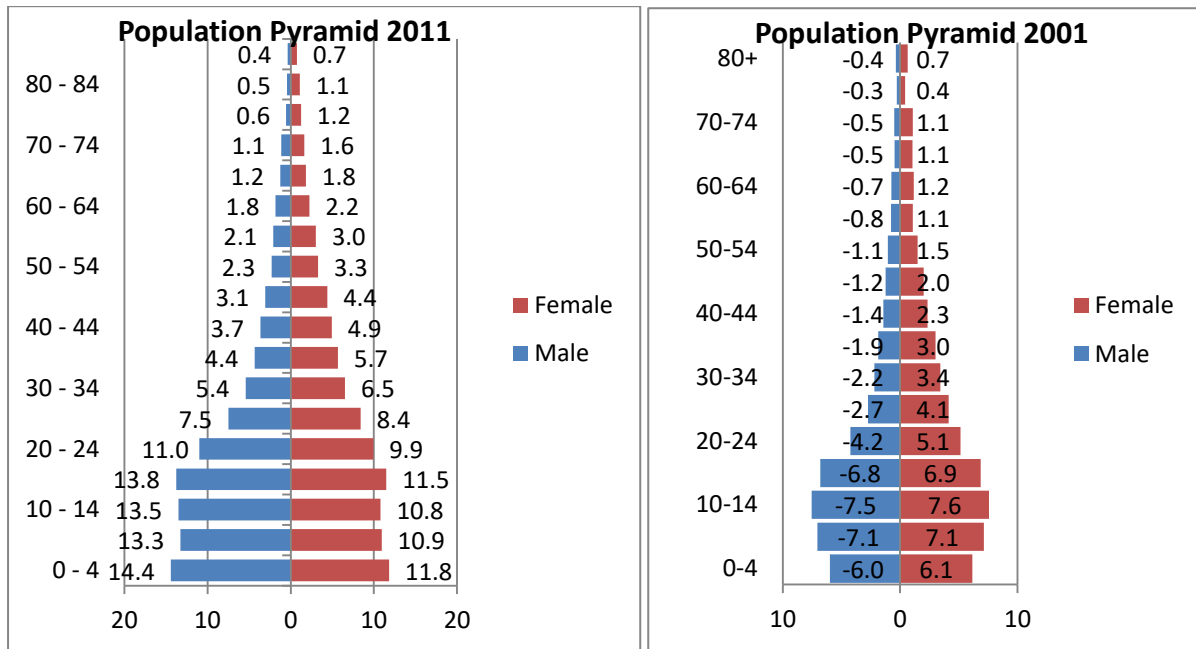 Population Pyramid 2011
0.4 0.7
80 - 84 0.5 1.1
0.6 1.2
70 - 74 1.1 1.6
1.2 1.8
60 - 64 1.8 2.2
2.1 3.0
50 - 54 2.3 3.3
3.1 4.4
40 - 44 3.7 4.9
4.4 5.7
30 - 34 5.4 6.5
7.5 8.4
20 - 24 11.0 9.9
13.8 11.5
10 - 14 13.5 10.8
13.3 10.9
0 - 4 14.4 11.8
20 10 0 10 20
Female
Male
Population Pyramid 2001
80+ -0.4 0.7
-0.3 0.4
70-74 -0.5 1.1
-0.5 1.1
60-64 -0.7 1.2
-0.8 1.1
50-54 -1.1 1.5
-1.2 2.0
40-44 -1.4 2.3
-1.9 3.0
30-34 -2.2 3.4
-2.7 4.1
20-24 -4.2 5.1
-6.8 6.9
10-14 -7.5 7.6
-7.1 7.1
0-4 -6.0 6.1
10 0 10
Female
Male